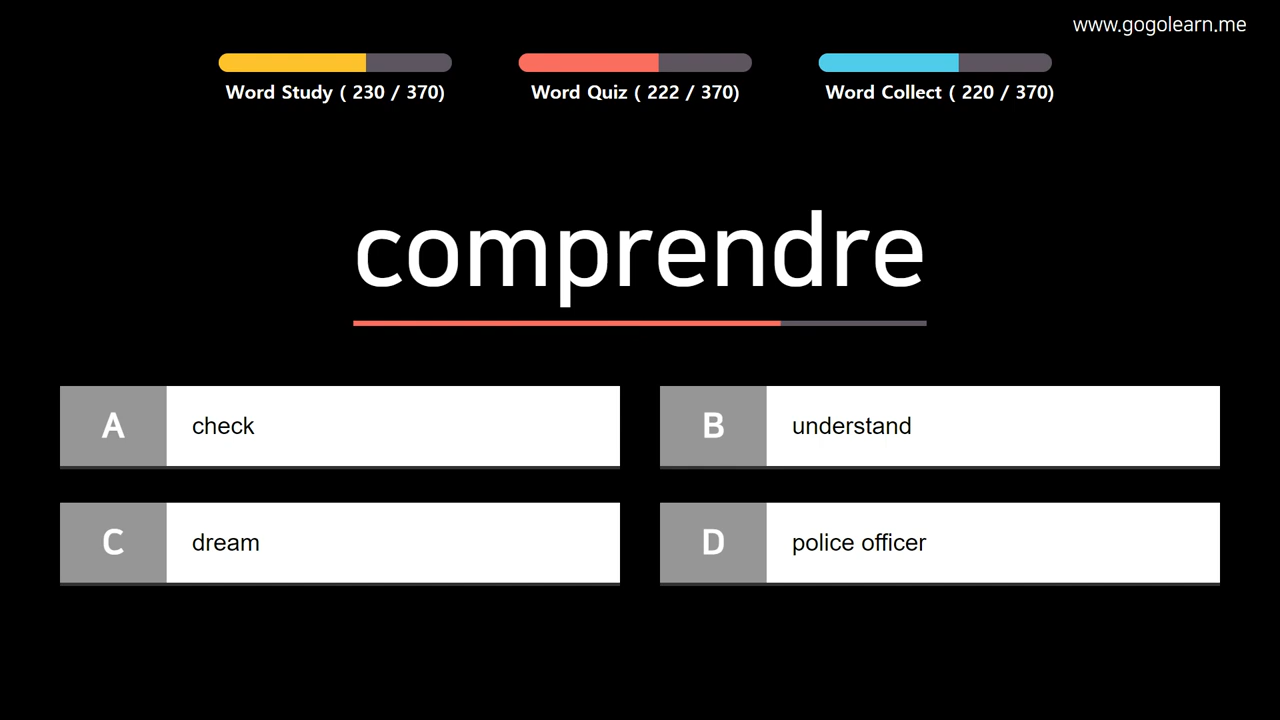 www.gogolearn.me
Word Study ( 230 / 370)
Word Quiz ( 222 / 370)
Word Collect ( 220 / 370)
comprendre
A check
B understand
C dream
D police officer